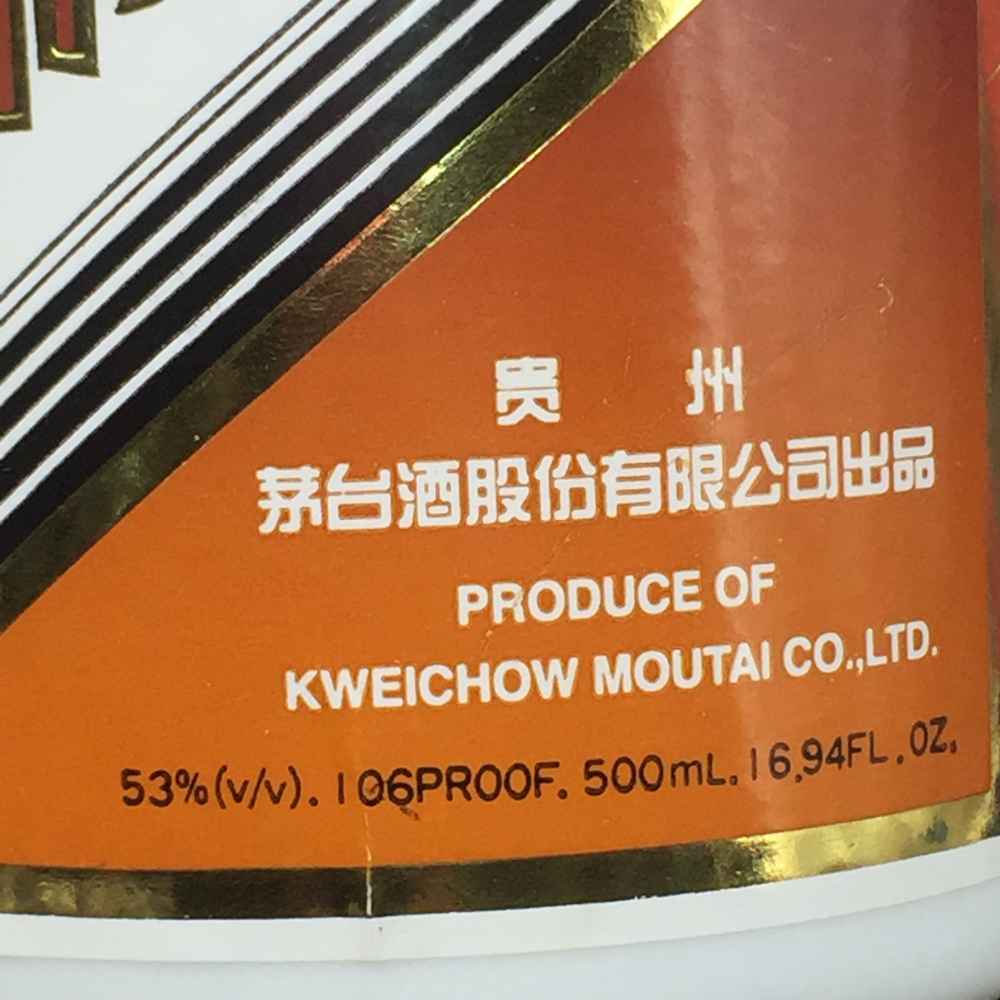 贵 州
茅台酒股份有限公司出品
PRODUCE OF
KWEICHOW MOUTAI CO.,LTD.
53%(v/v). 106PROOF. 500mL. 16.94FL.OZ.